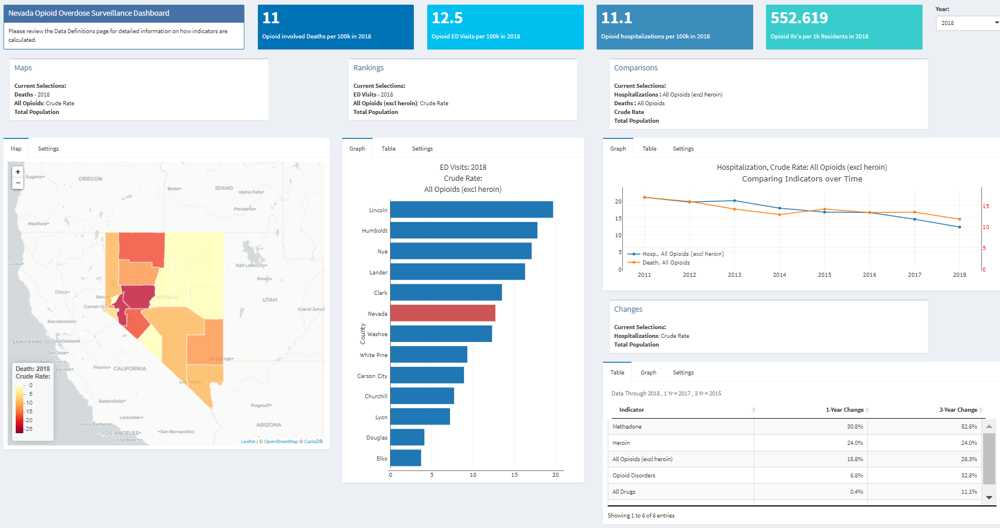 Nevada Opioid Overdose Surveillance Dashboard
Please review the Data Definitions page for detailed information on how indicators are
calculated.
11
Opioid involved Deaths per 100k in 2018
12.5
Opioid ED Visits per 100k in 2018
11.1
Opioid hospitalizations per 100k in 2018
552.619
Opioid Rx's per 1k Residents in 2018
Year:
2018
Maps
Current Selections:
Deaths - 2018
All Opioids: Crude Rate
Total Population
Rankings
Current Selections:
ED Visits - 2018
All Opioids (excl heroin): Crude Rate
Total Population
Comparisons
Current Selections:
Hospitalizations : All Opioids (excl heroin)
Deaths : All Opioids
Crude Rate
Total Population
Map Settings
+
−
Eugene
OREGON
Boise
IDAHO
Idaho Falls
Pocatello
Medford
Salt Lake City
Provo
Chico
Reno
NEVADA
Carson Ci
UTAH
Grand Junct
Sacramento
SAN FRANCISCO
Oakland
San Jose
Santa Cruz
Salinas
Fresno
CALIFORNIA
St. George
Bakersfield
Flagstaff
Lancaster
Santa Barbara
LOS ANGELES
San Bernardino
Long Beach
ARIZONA
Death: 2018
Crude Rate:
0
5
10
15
20
25
Leaflet | © OpenStreetMap © CartoDB
Graph Table Settings
ED Visits: 2018
Crude Rate:
All Opioids (excl heroin)
County
Lincoln
Humboldt
Nye
Lander
Clark
Nevada
Washoe
White Pine
Carson City
Churchill
Lyon
Douglas
Elko
0 5 10 15 20
Graph Table Settings
Hospitalization, Crude Rate: All Opioids (excl heroin)
Comparing Indicators over Time
20
15
10
5
0
15
10
5
0
Hosp., All Opioids (excl heroin)
Death, All Opioids
2011 2012 2013 2014 2015 2016 2017 2018
Changes
Current Selections:
Hospitalizations: Crude Rate
Total Population
Table Graph Settings
Data Through 2018 , 1 Yr = 2017 , 3 Yr = 2015
Indicator 1-Year Change 3-Year Change
Methadone 30.8% 52.6%
Heroin 24.0% 24.0%
All Opioids (excl heroin) 15.8% 26.3%
Opioid Disorders 8.8% 32.8%
All Drugs 0.4% 11.1%
Showing 1 to 6 of 6 entries